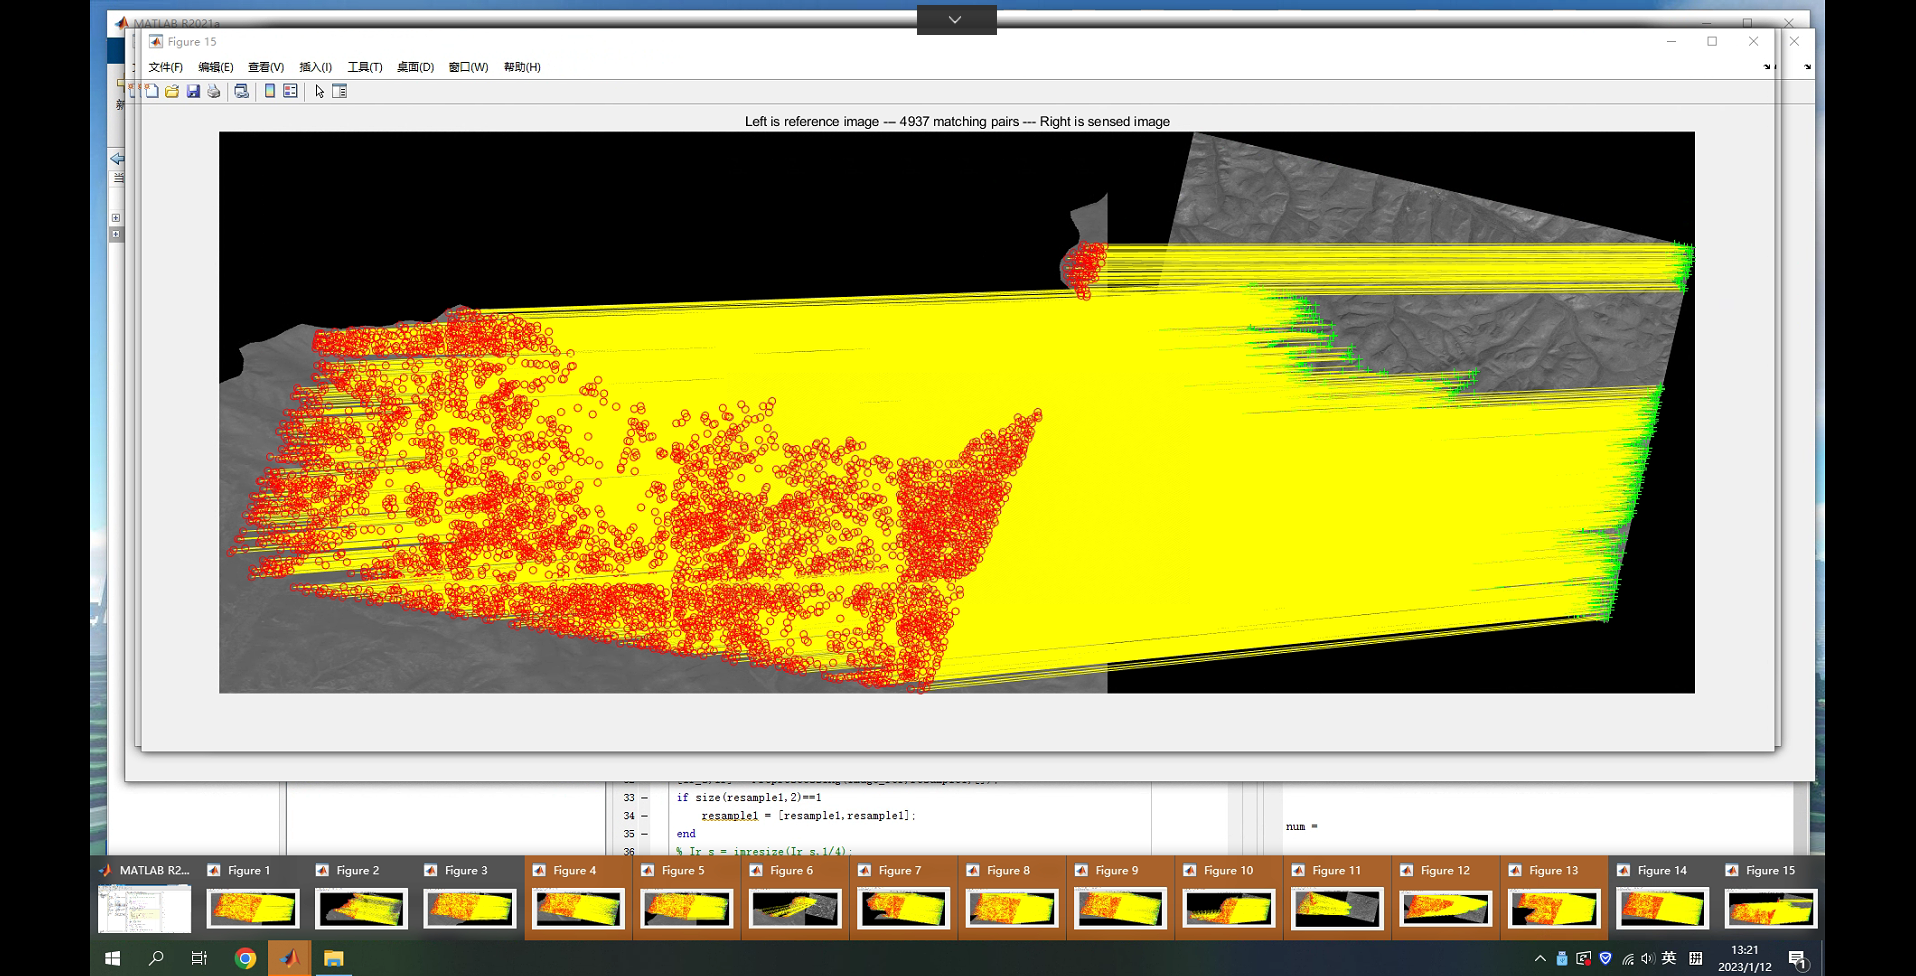 MATLAB R2021a
Figure 15
文件(F) 编辑(E) 查看(V) 插入(I) 工具(T) 桌面(D) 窗口(W) 帮助(H)
新
当
Left is reference image --- 4937 matching pairs --- Right is sensed image
33 – if size(resample1,2)==1
34 – resample1 = [resample1,resample1];
35 – end
36 % Ir_s = imresize(Ir_s,1/4);
num =
MATLAB R2...
Figure 1
Figure 2
Figure 3
Figure 4
Figure 5
Figure 6
Figure 7
Figure 8
Figure 9
Figure 10
Figure 11
Figure 12
Figure 13
Figure 14
Figure 15
英
拼
13:21
2023/1/12
1